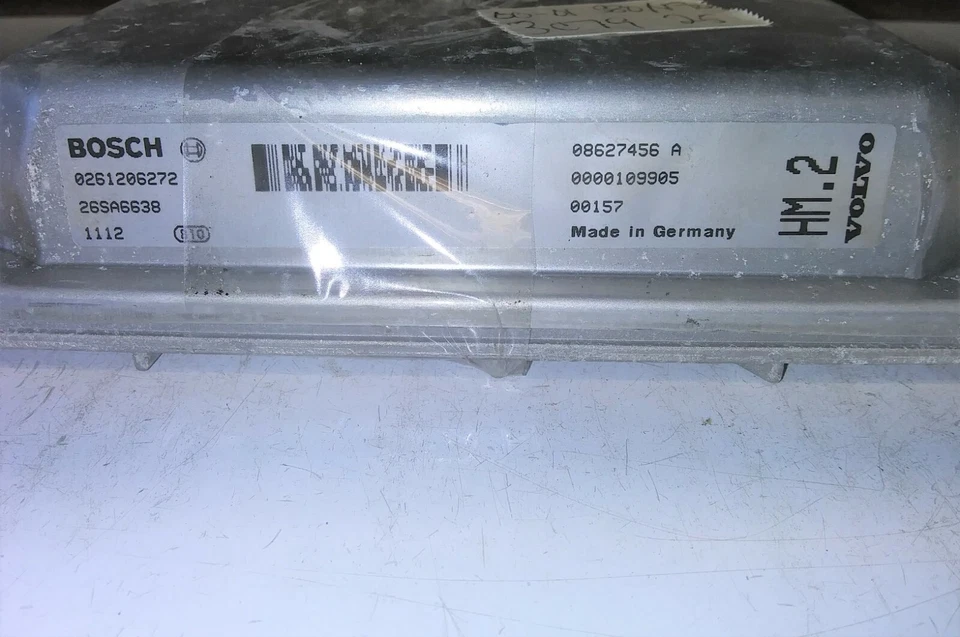 BOSCH
0261206272
26SA6638
1112
08627456 A
0000109905
00157
Made in Germany
HM.2
VOLVO